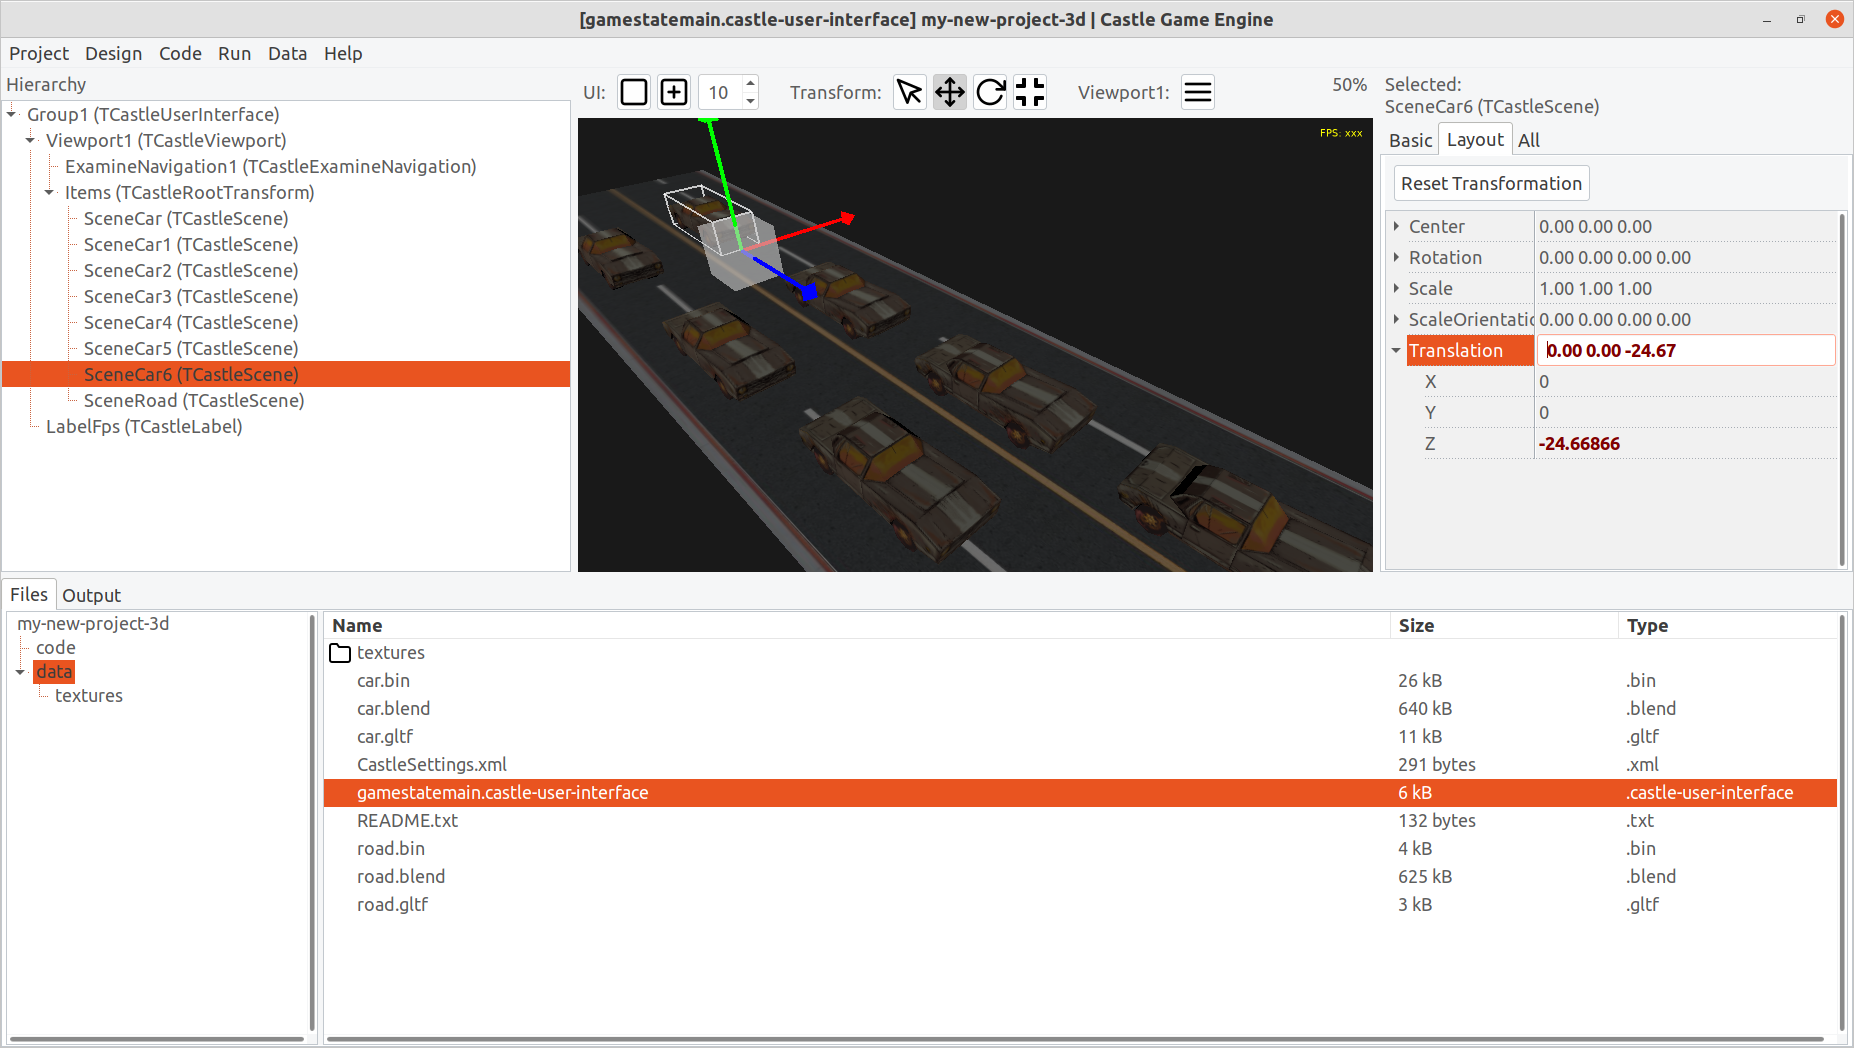 [gamestatemain.castle-user-interface] my-new-project-3d | Castle Game Engine
Project Design Code Run Data Help
Hierarchy
Group1 (TCastleUserInterface)
Viewport1 (TCastleViewport)
ExamineNavigation1 (TCastleExamineNavigation)
Items (TCastleRootTransform)
SceneCar (TCastleScene)
SceneCar1 (TCastleScene)
SceneCar2 (TCastleScene)
SceneCar3 (TCastleScene)
SceneCar4 (TCastleScene)
SceneCar5 (TCastleScene)
SceneCar6 (TCastleScene)
SceneRoad (TCastleScene)
LabelFps (TCastleLabel)
UI: 10 Transform: Viewport1: 50%
FPS: xxx
Selected:
SceneCar6 (TCastleScene)
Basic Layout All
Reset Transformation
Center 0.00 0.00 0.00
Rotation 0.00 0.00 0.00 0.00
Scale 1.00 1.00 1.00
ScaleOrientatic 0.00 0.00 0.00 0.00
Translation 0.00 0.00 -24.67
X 0
Y 0
Z -24.66866
Files Output
my-new-project-3d
code
data
textures
Name Size Type
textures
car.bin 26 kB .bin
car.blend 640 kB .blend
car.gltf 11 kB .gltf
CastleSettings.xml 291 bytes .xml
gamestatemain.castle-user-interface 6 kB .castle-user-interface
README.txt 132 bytes .txt
road.bin 4 kB .bin
road.blend 625 kB .blend
road.gltf 3 kB .gltf